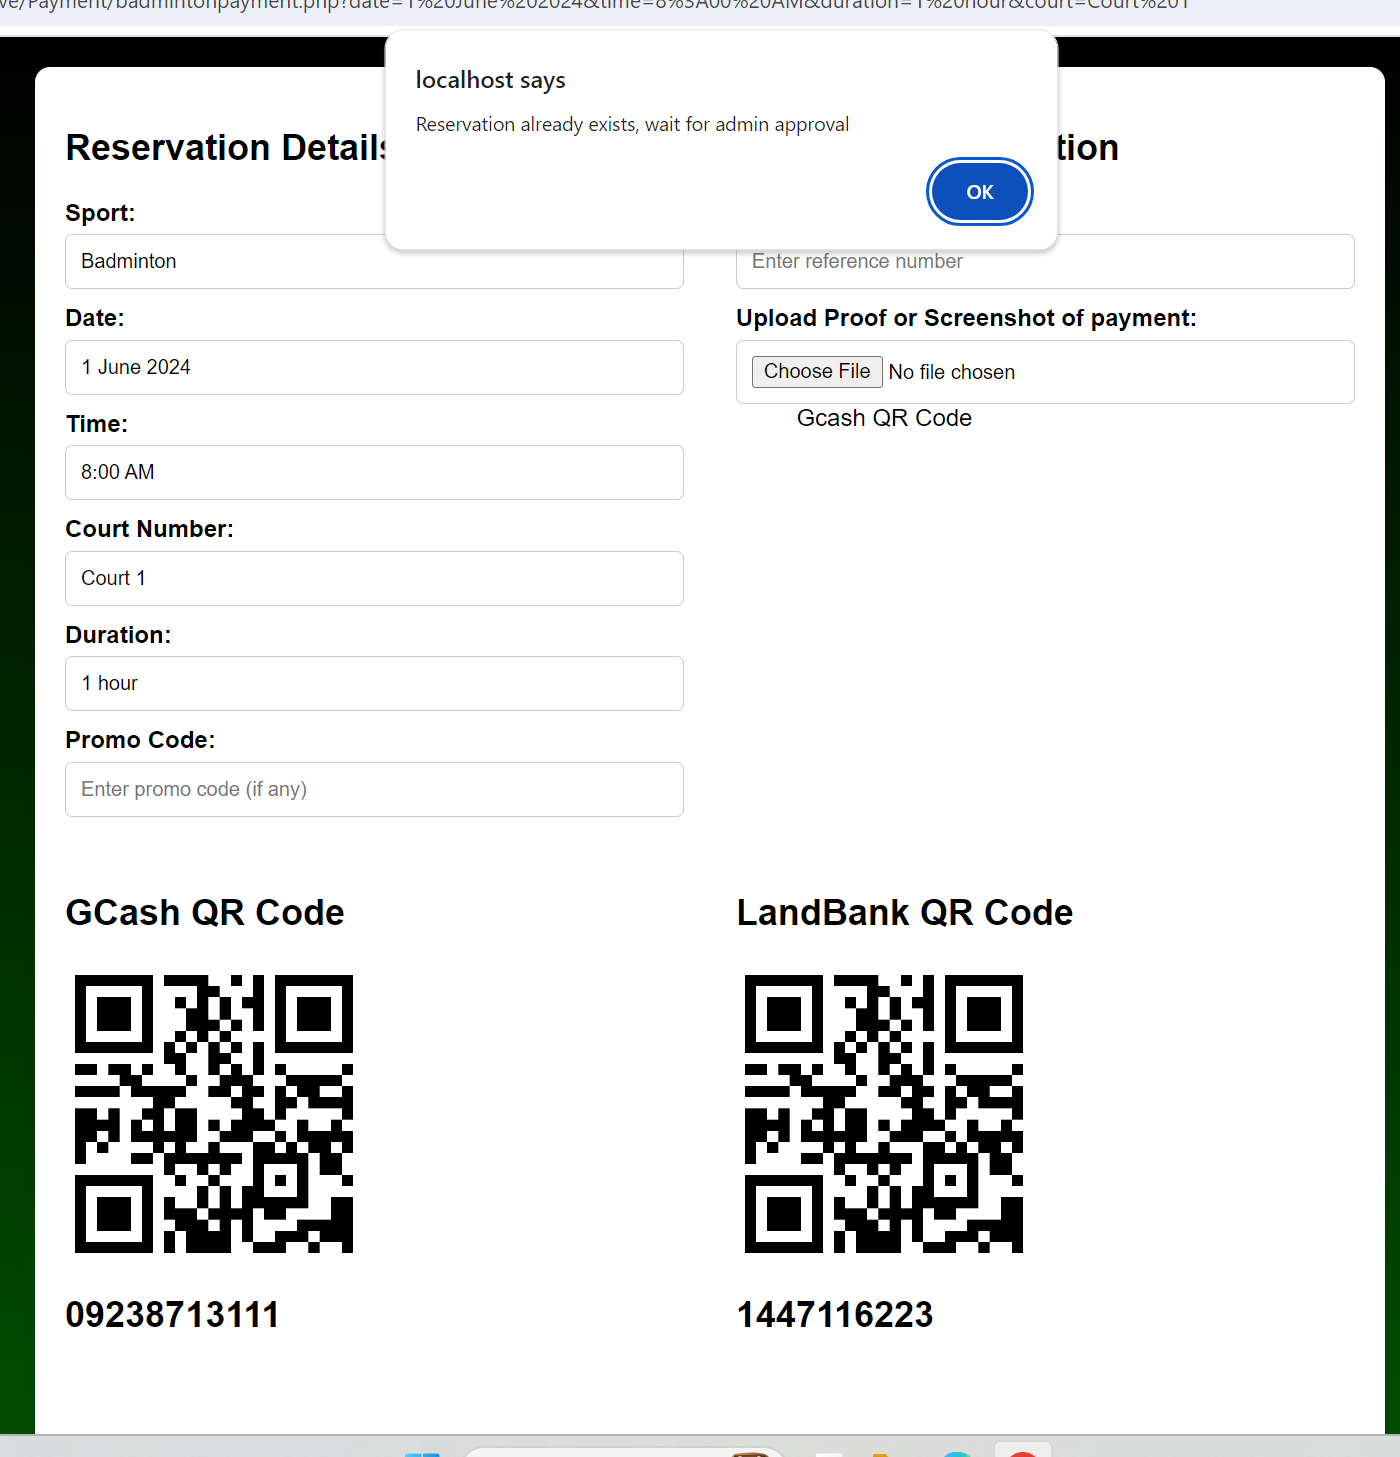 ve/Payment/badmintonpayment.php?date=1%20June%202024&time=8%3A00%20AM&duration=1%20hour&court=Court%201
localhost says
Reservation already exists, wait for admin approval
OK
Reservation Details
tion
Sport:
Badminton
Enter reference number
Date:
1 June 2024
Upload Proof or Screenshot of payment:
Choose File No file chosen
Gcash QR Code
Time:
8:00 AM
Court Number:
Court 1
Duration:
1 hour
Promo Code:
Enter promo code (if any)
GCash QR Code
LandBank QR Code
09238713111
1447116223